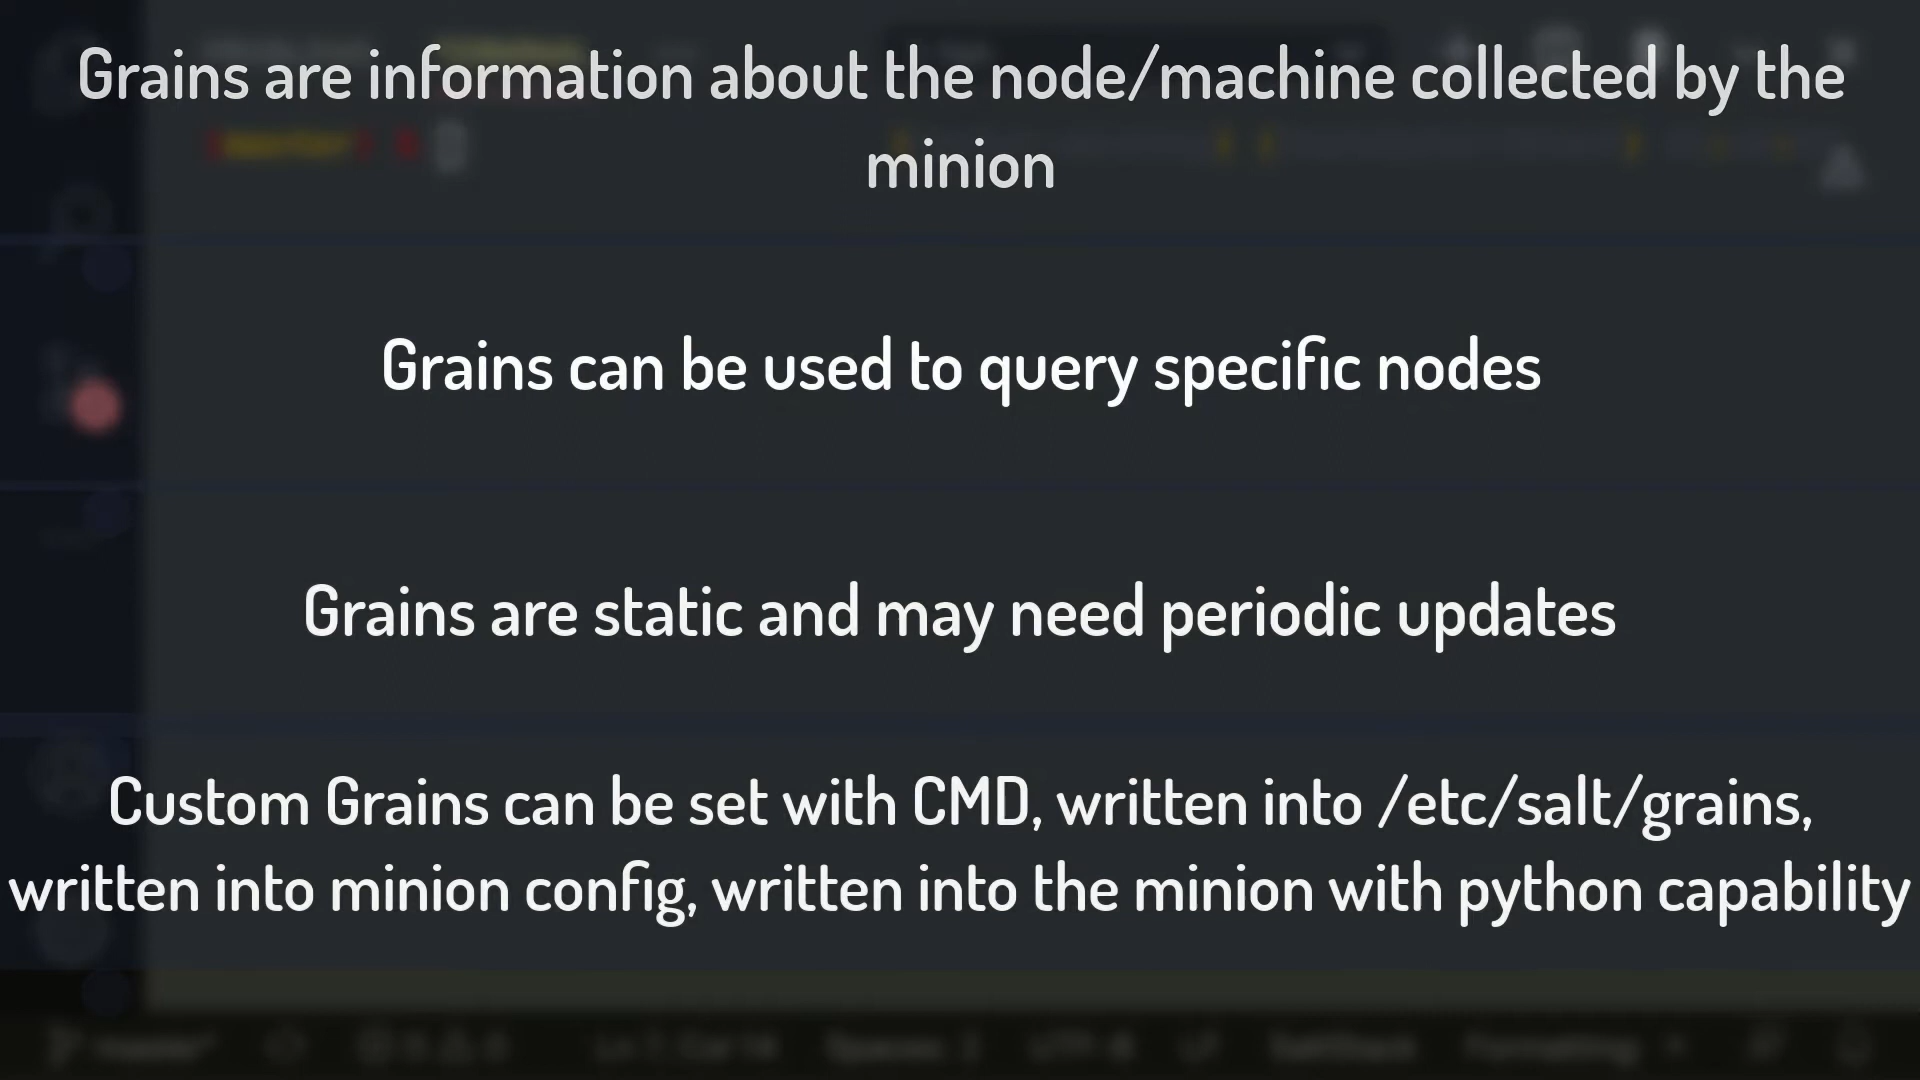 Grains are information about the node/machine collected by the
minion
Grains can be used to query specific nodes
Grains are static and may need periodic updates
Custom Grains can be set with CMD, written into /etc/salt/grains,
written into minion config, written into the minion with python capability